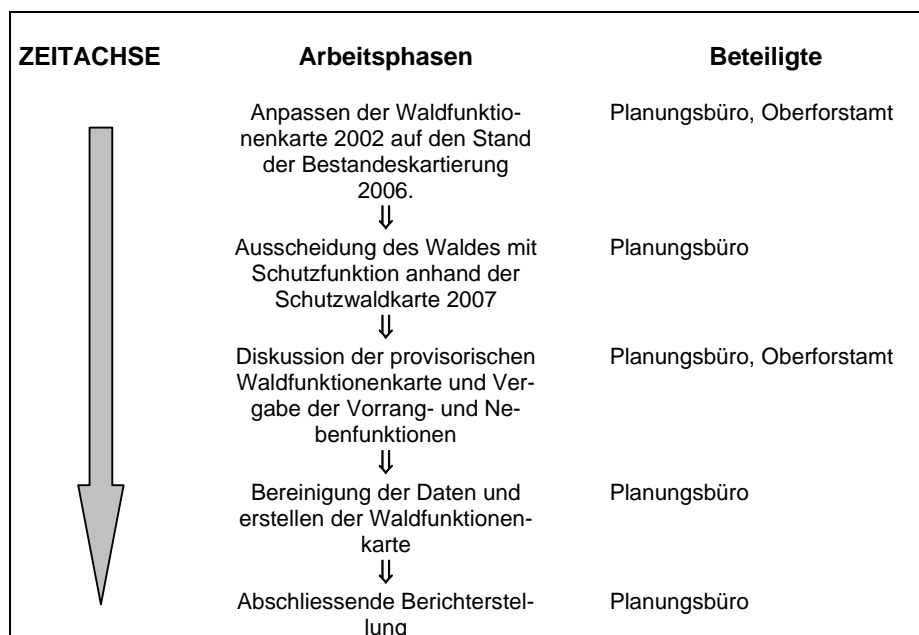 ZEITACHSE Arbeitsphasen Beteiligte
Anpassen der Waldfunktio- Planungsbüro, Oberforstamt
nenkarte 2002 auf den Stand
der Bestandeskartierung
2006.
⇓
Ausscheidung des Waldes mit Planungsbüro
Schutzfunktion anhand der
Schutzwaldkarte 2007
⇓
Diskussion der provisorischen Planungsbüro, Oberforstamt
Waldfunktionenkarte und Ver-
gabe der Vorrang- und Ne-
benfunktionen
⇓
Bereinigung der Daten und Planungsbüro
erstellen der Waldfunktionen-
karte
⇓
Abschliessende Berichterstel- Planungsbüro
lung